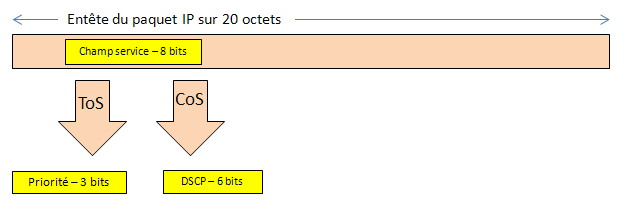 Entête du paquet IP sur 20 octets
Champ service – 8 bits
ToS
CoS
Priorité – 3 bits
DSCP – 6 bits